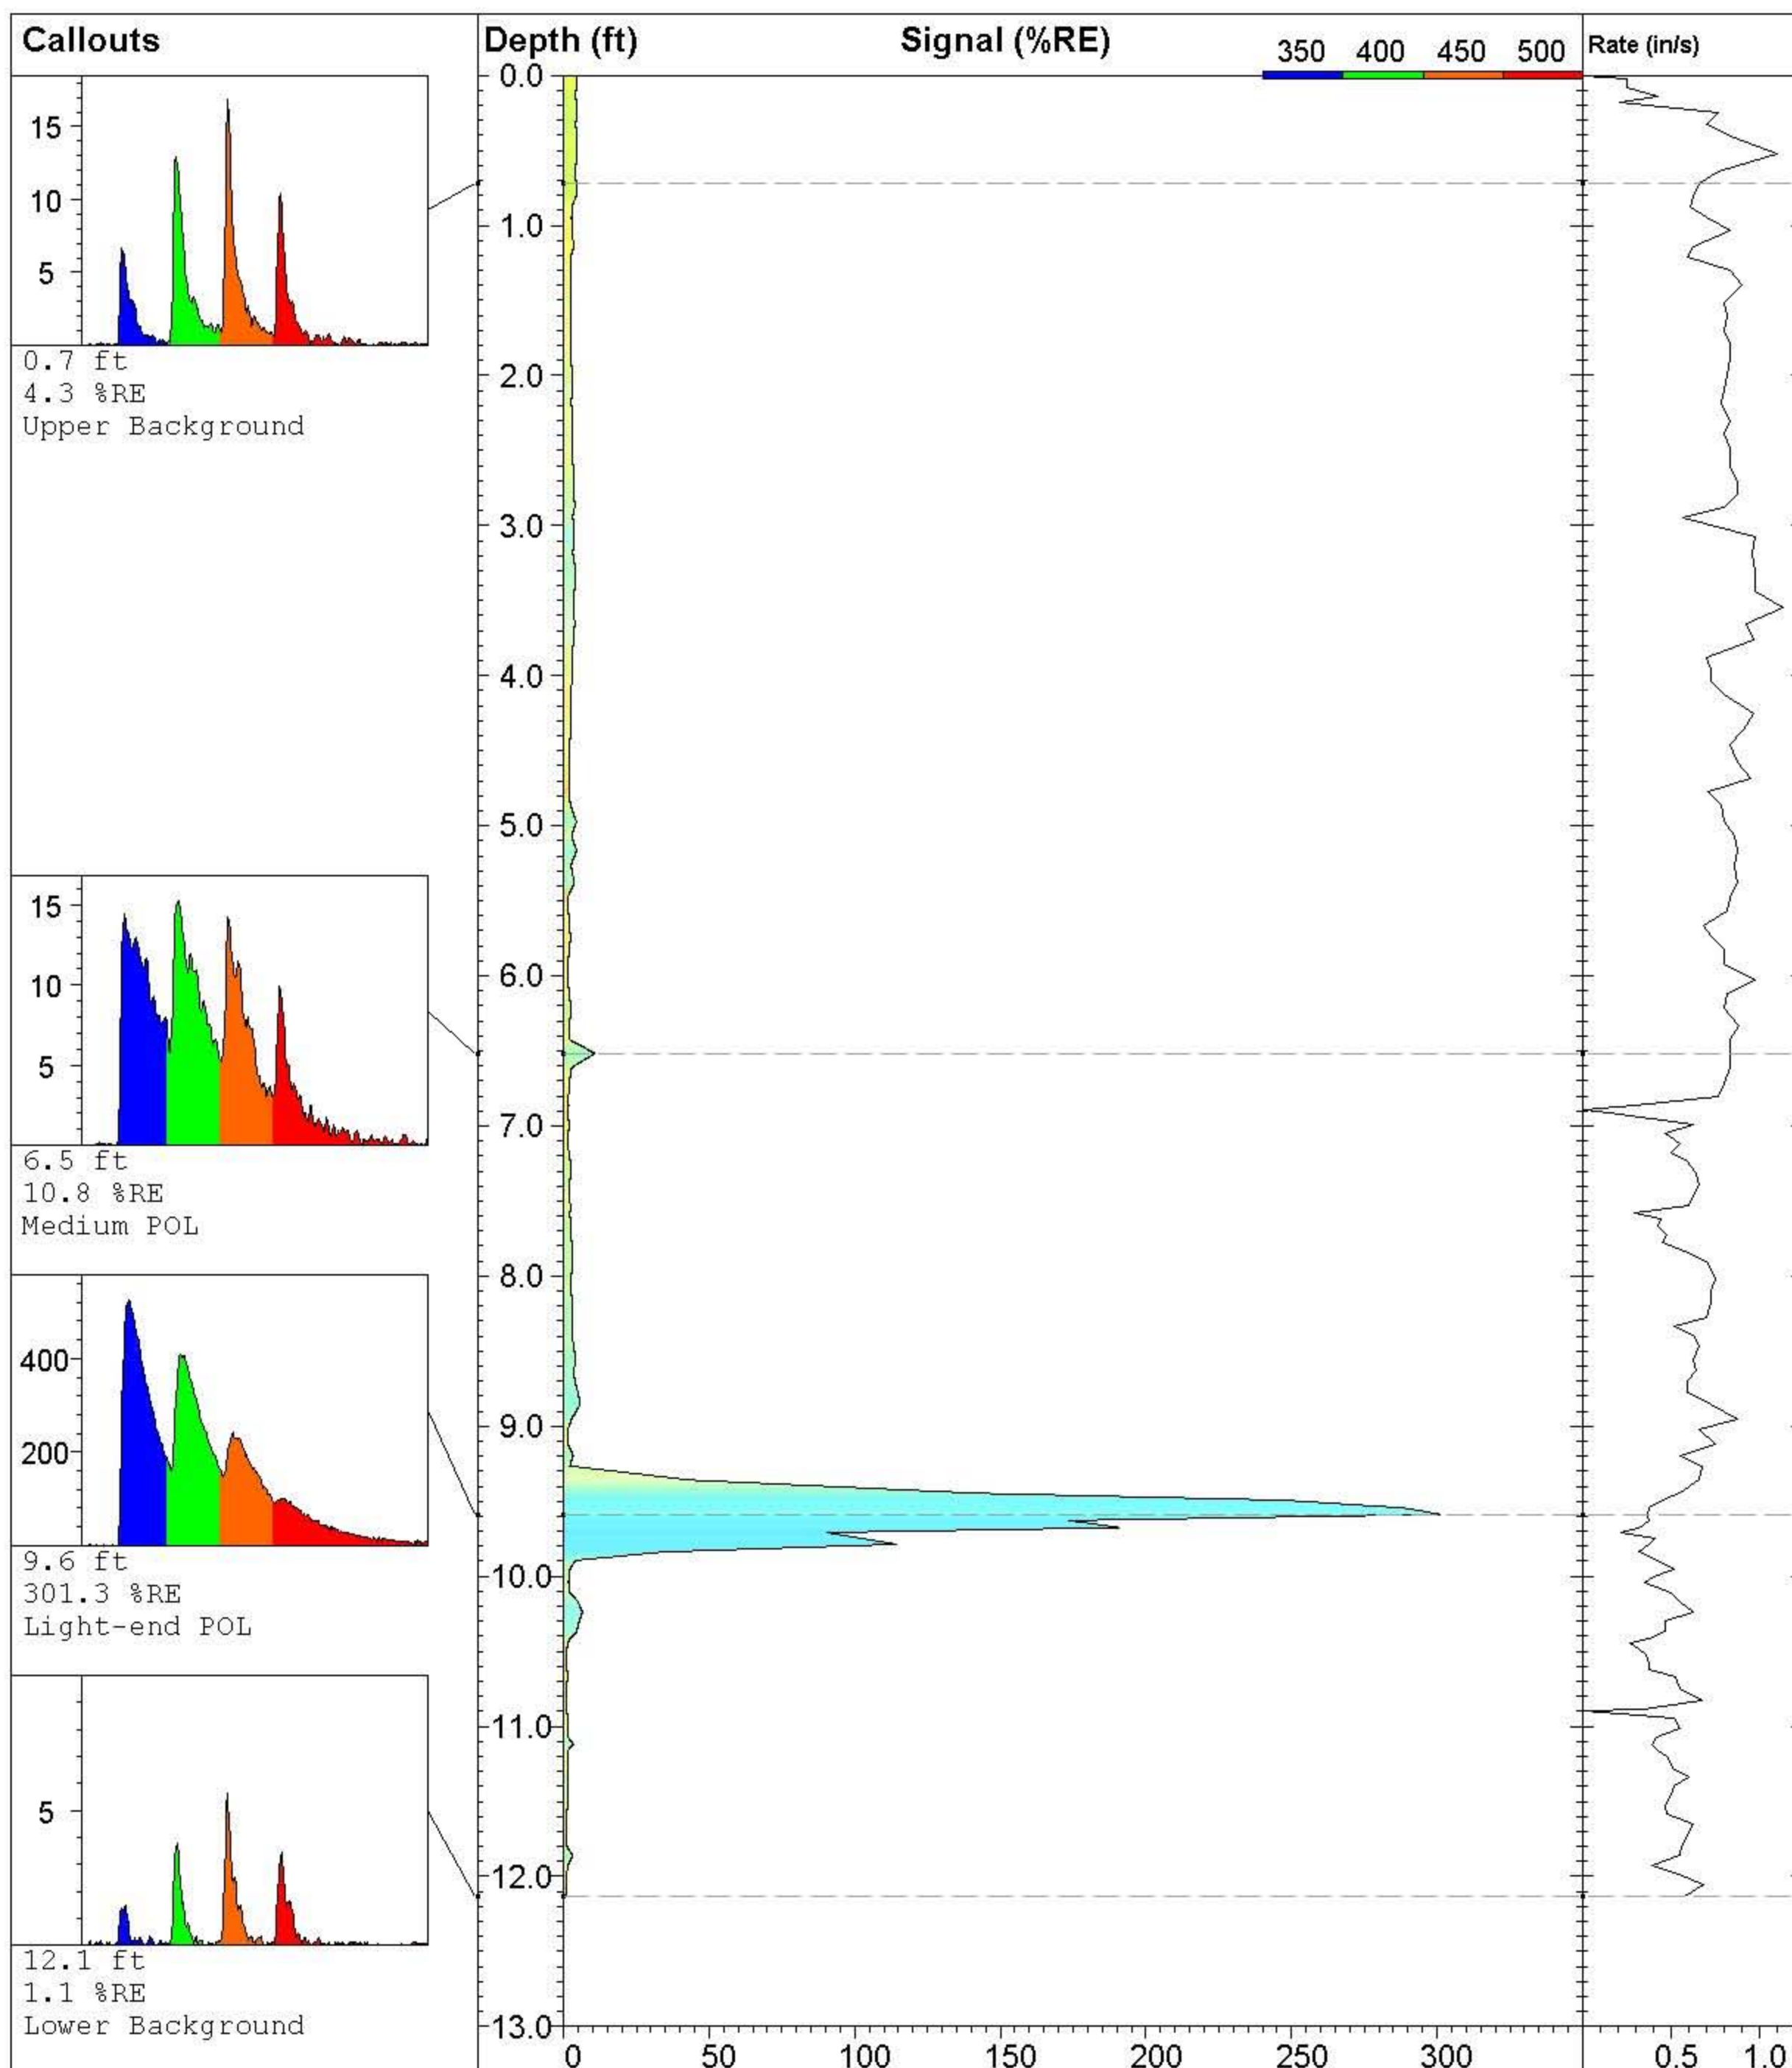 Callouts
Depth (ft)
Signal (%RE)
350 400 450 500
Rate (in/s)
15
10
5
0.7 ft
4.3 %RE
Upper Background
15
10
5
6.5 ft
10.8 %RE
Medium POL
400
200
9.6 ft
301.3 %RE
Light-end POL
5
12.1 ft
1.1 %RE
Lower Background
0.0
1.0
2.0
3.0
4.0
5.0
6.0
7.0
8.0
9.0
10.0
11.0
12.0
13.0
0 50 100 150 200 250 300
0.5 1.0